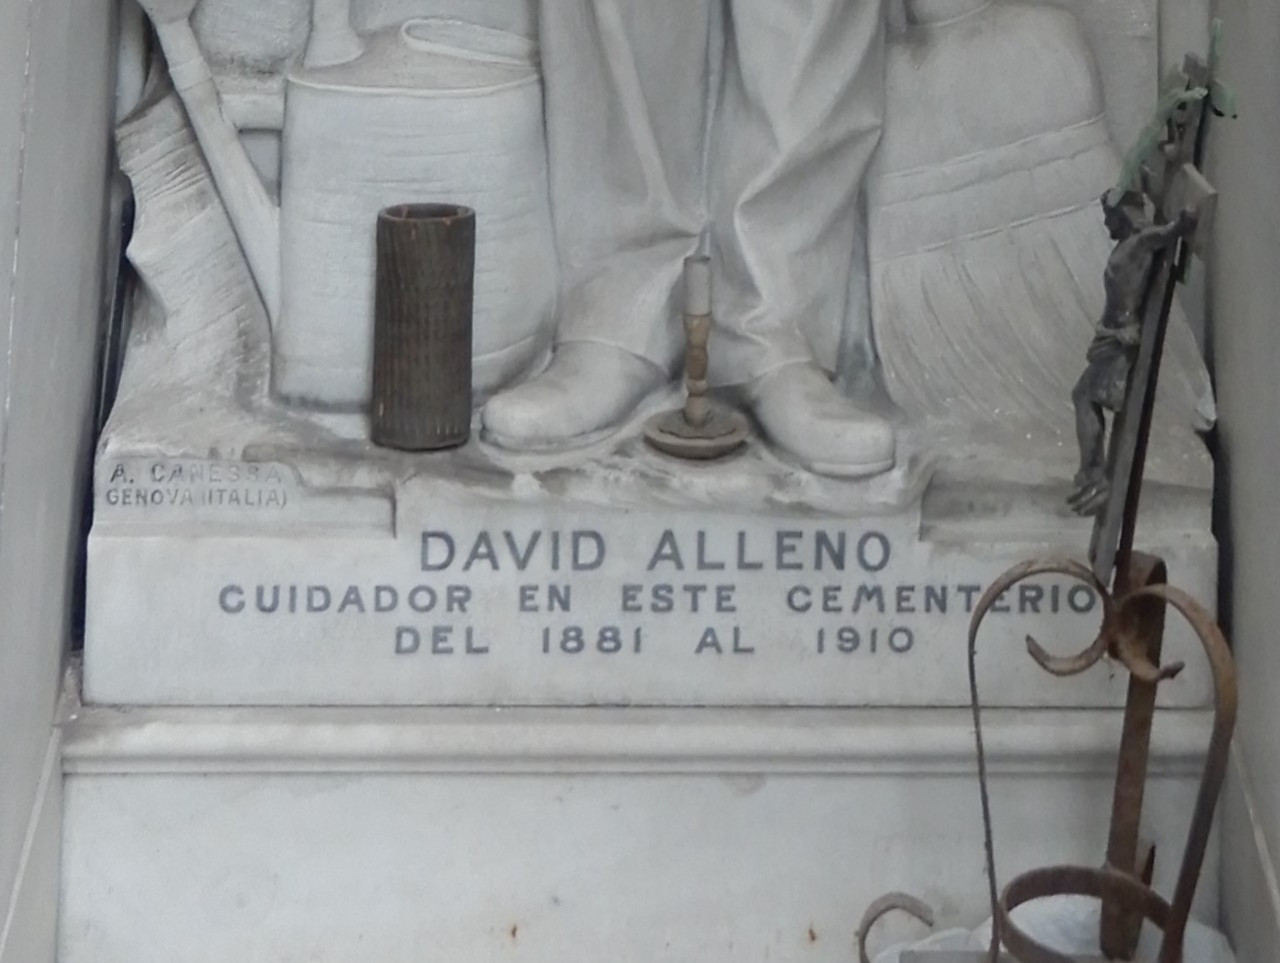 A. CANESSA
GENOVA (ITALIA)
DAVID ALLENO
CUIDADOR EN ESTE CEMENTERIO
DEL 1881 AL 1910